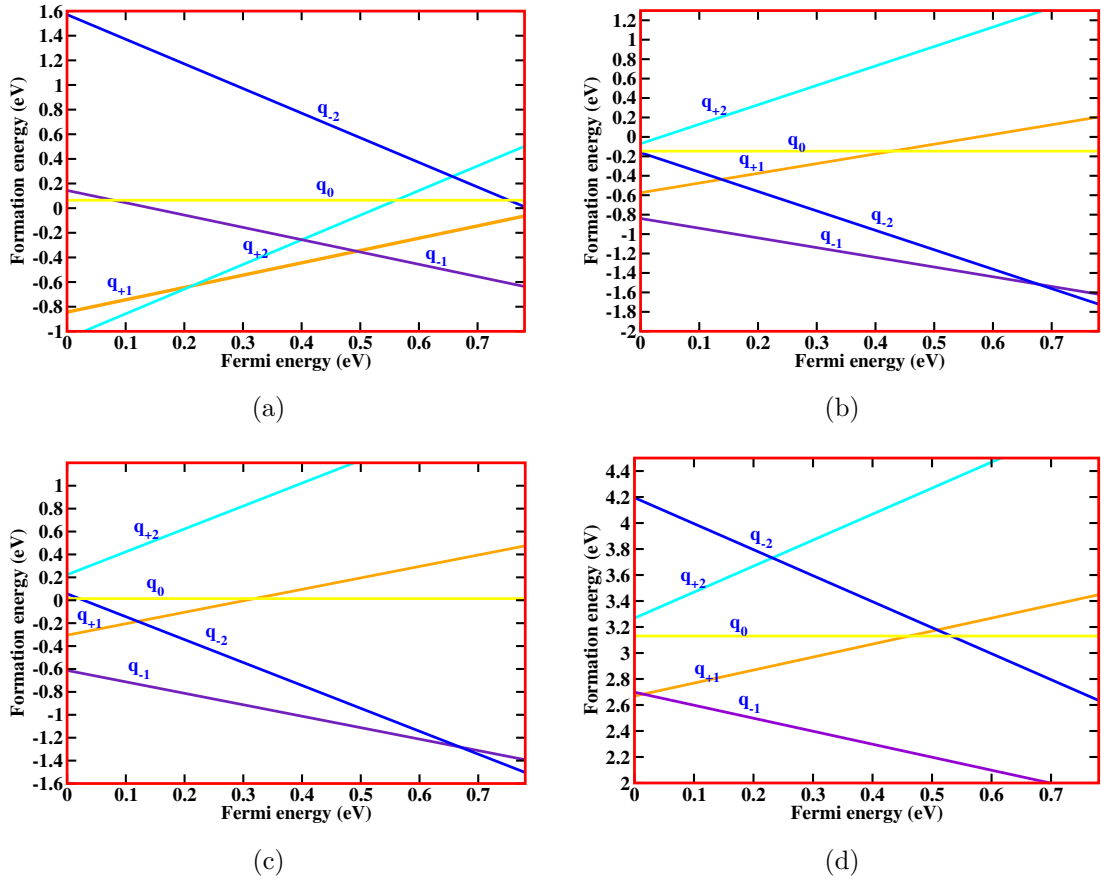 1.6
1.4
1.2
1
0.8
0.6
0.4
0.2
0
-0.2
-0.4
-0.6
-0.8
-1
Formation energy (eV)
q-2
q0
q+2
q-1
q+1
0 0.1 0.2 0.3 0.4 0.5 0.6 0.7
Fermi energy (eV)
(a)
1.2
1
0.8
0.6
0.4
0.2
0
-0.2
-0.4
-0.6
-0.8
-1
-1.2
-1.4
-1.6
-1.8
-2
Formation energy (eV)
q+2
q0
q+1
q-2
q-1
0 0.1 0.2 0.3 0.4 0.5 0.6 0.7
Fermi energy (eV)
(b)
1
0.8
0.6
0.4
0.2
0
-0.2
-0.4
-0.6
-0.8
-1
-1.2
-1.4
-1.6
Formation energy (eV)
q+2
q0
q+1
q-2
q-1
0 0.1 0.2 0.3 0.4 0.5 0.6 0.7
Fermi energy (eV)
(c)
4.4
4.2
4
3.8
3.6
3.4
3.2
3
2.8
2.6
2.4
2.2
2
Formation energy (eV)
q-2
q+2
q0
q+1
q-1
0 0.1 0.2 0.3 0.4 0.5 0.6 0.7
Fermi energy (eV)
(d)